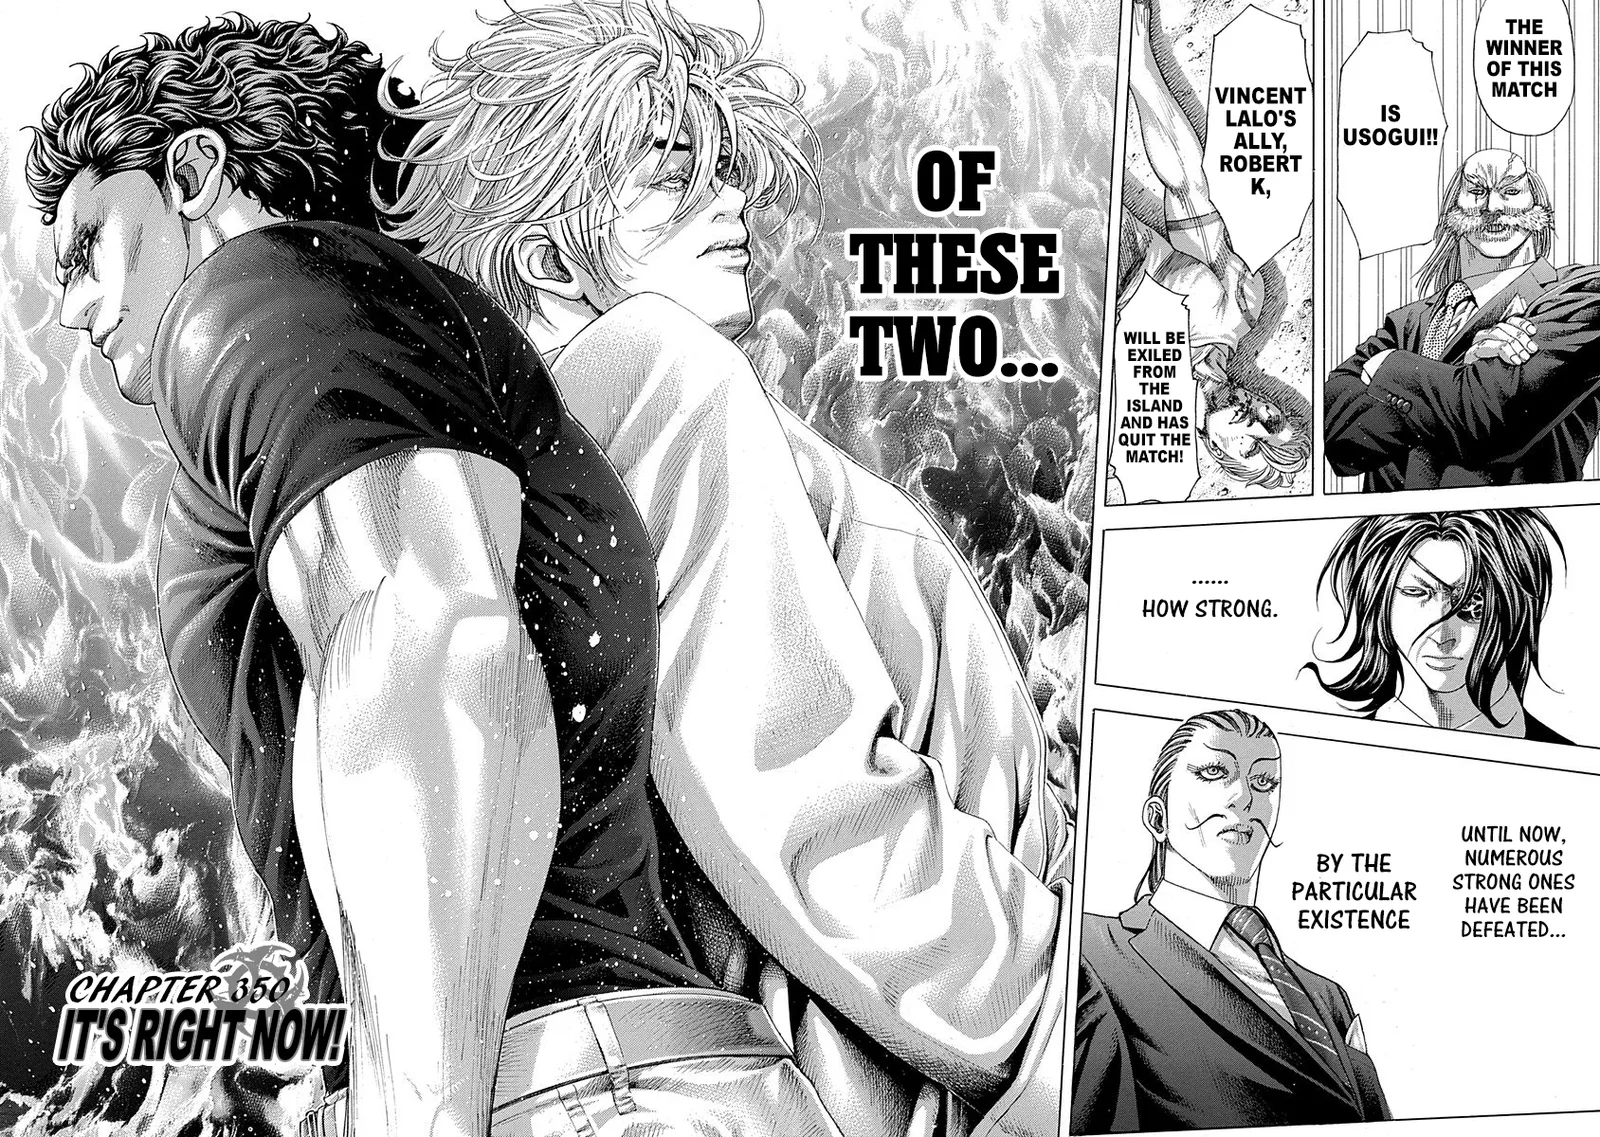 THE
WINNER
OF THIS
MATCH
IS
USOGUI!!
VINCENT
LALO'S
ALLY,
ROBERT
K,
WILL BE
EXILED
FROM
THE
ISLAND
AND HAS
QUIT THE
MATCH!
......
HOW STRONG.
UNTIL NOW,
NUMEROUS
STRONG ONES
HAVE BEEN
DEFEATED...
BY THE
PARTICULAR
EXISTENCE
OF
THESE
TWO...
CHAPTER 350
IT'S RIGHT NOW!